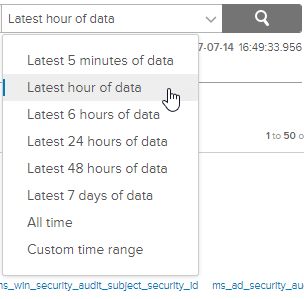 Latest hour of data
7-07-14 16:49:33.956
Latest 5 minutes of data
Latest hour of data
Latest 6 hours of data
1 to 50 o
Latest 24 hours of data
Latest 48 hours of data
Latest 7 days of data
All time
Custom time range
ms_win_security_audit_subject_security_id ms_ad_security_au